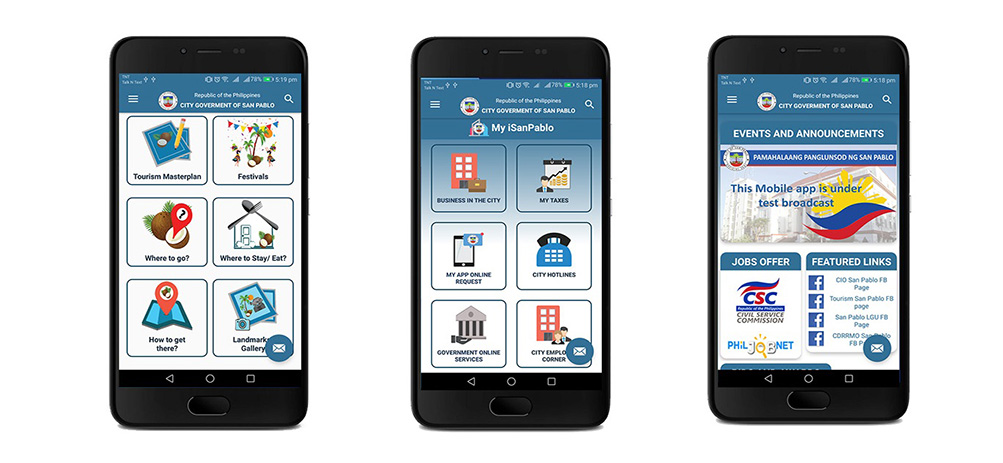 TNT
Talk N Text
78% 5:19 pm
Republic of the Philippines
CITY GOVERMENT OF SAN PABLO
Tourism Masterplan
Festivals
Where to go?
Where to Stay/ Eat?
How to get
there?
Landmark
Gallery
TNT
Talk N Text
78% 5:18 pm
Republic of the Philippines
CITY GOVERMENT OF SAN PABLO
My iSanPablo
BUSINESS IN THE CITY
MY TAXES
MY APP ONLINE
REQUEST
CITY HOTLINES
GOVERNMENT ONLINE
SERVICES
CITY EMPLO
CORNER
TNT
Talk N Text
78% 5:18 pm
Republic of the Philippines
CITY GOVERMENT OF SAN PABLO
EVENTS AND ANNOUNCEMENTS
PAMAHALAANG PANGLUNSOD NG SAN PABLO
This Mobile app is under
test broadcast
JOBS OFFER
CSC
Republic of the Philippines
CIVIL SERVICE
COMMISSION
PHIL JOBNET
FEATURED LINKS
CIO San Pablo FB
Page
Tourism San Pablo FB
page
San Pablo LGU FB
page
CDRRMO San Pablo
FB P